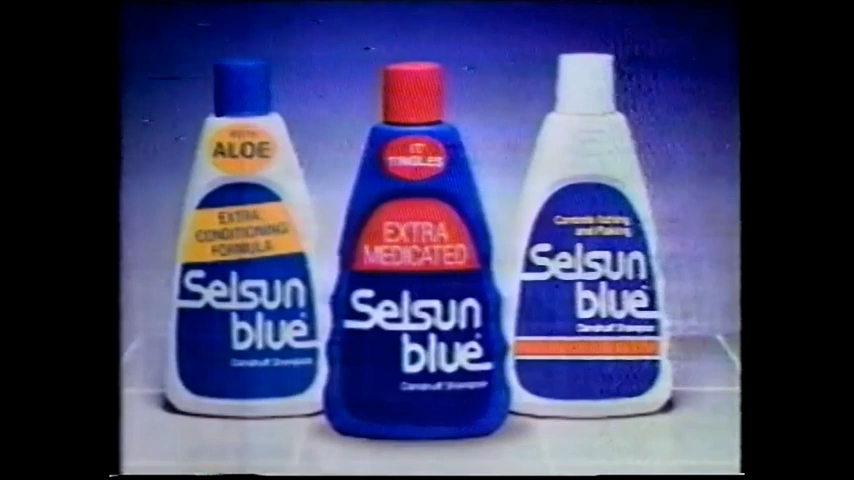 WITH
ALOE
EXTRA
CONDITIONING
FORMULA
Selsun
blue
Dandruff Shampoo
IT
TINGLES
EXTRA
MEDICATED
Selsun
blue
Dandruff Shampoo
Controls Itching
and Flaking
Selsun
blue
Dandruff Shampoo